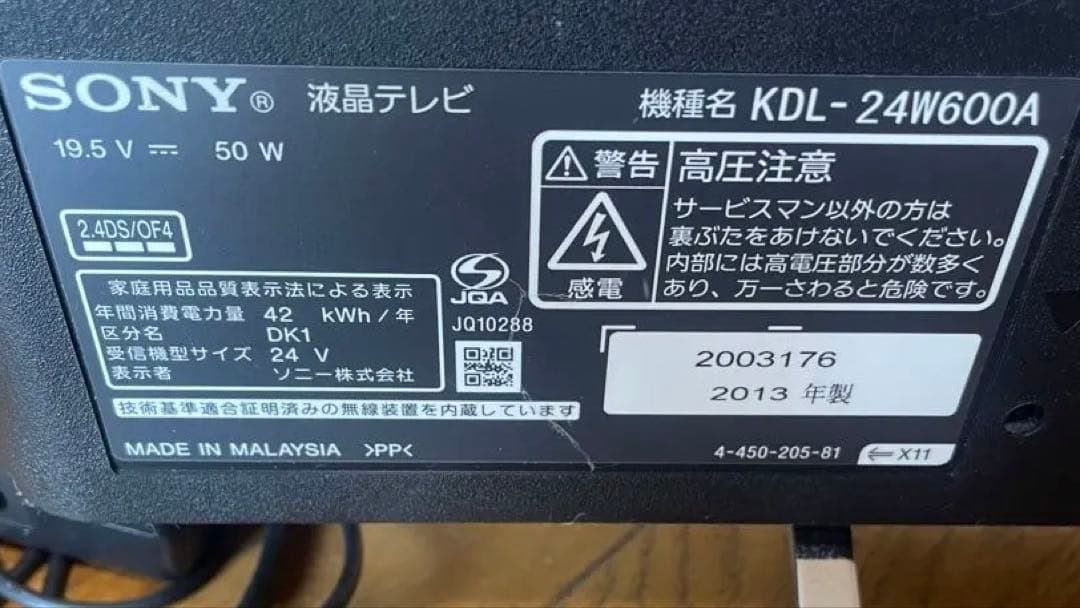 SONY® 液晶テレビ 機種名 KDL-24W600A
19.5 V ⎓ 50 W
2.4DS/OF4
⚠警告
感電
高圧注意
サービスマン以外の方は
裏ぶたをあけないでください。
内部には高電圧部分が数多く
あり、万一さわると危険です。
家庭用品品質表示法による表示
年間消費電力量 42 kWh/年
区分名 DK1
受信機型サイズ 24 V
表示者 ソニー株式会社
JQA
JQ10288
2003176
2013 年製
技術基準適合証明済みの無線装置を内蔵しています
MADE IN MALAYSIA >PP<
4-450-205-81 ⇐X11